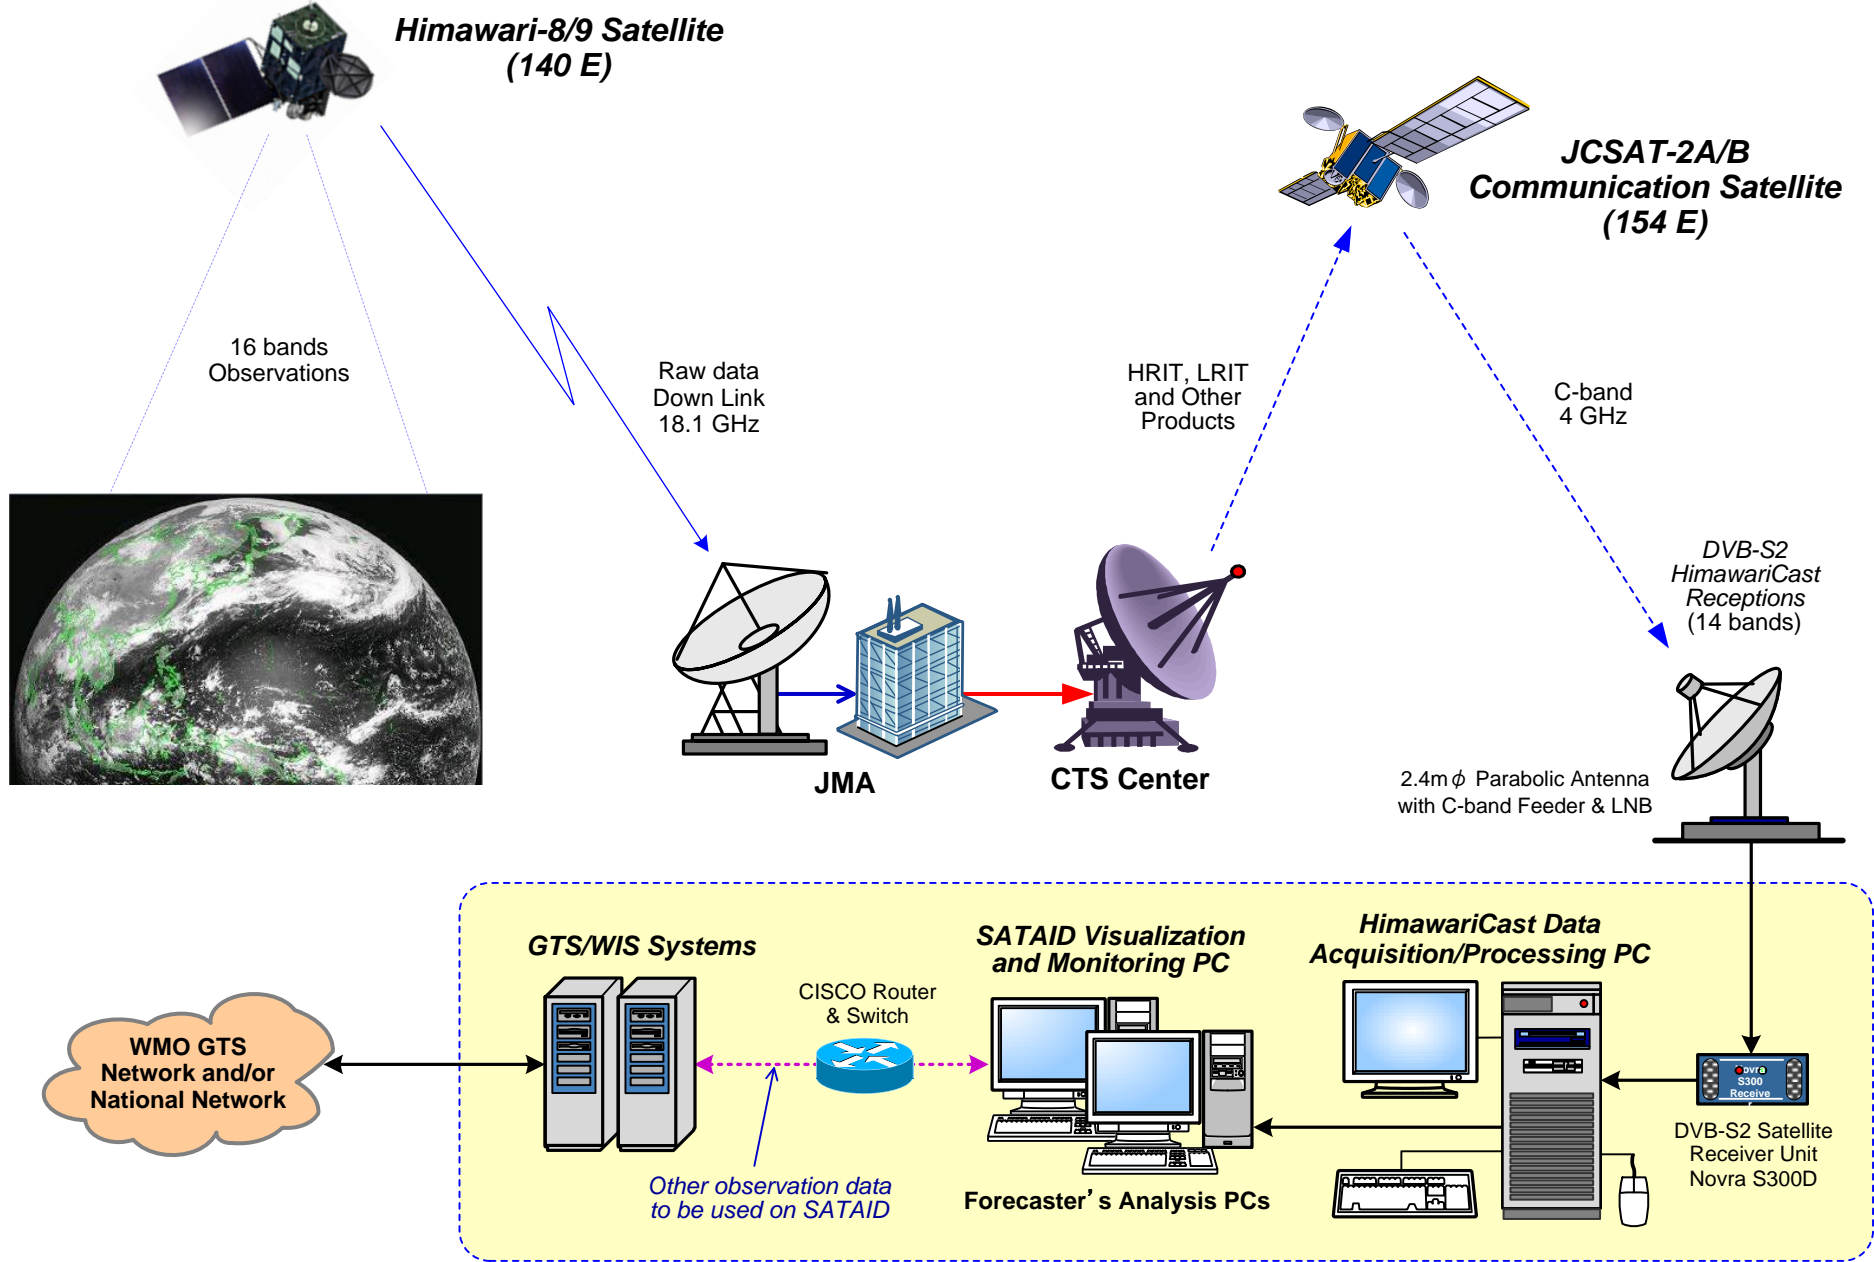 Himawari-8/9 Satellite
(140 E)
JCSAT-2A/B
Communication Satellite
(154 E)
16 bands
Observations
Raw data
Down Link
18.1 GHz
HRIT, LRIT
and Other
Products
C-band
4 GHz
DVB-S2
HimawariCast
Receptions
(14 bands)
JMA
CTS Center
2.4mϕ Parabolic Antenna
with C-band Feeder & LNB
GTS/WIS Systems
CISCO Router
& Switch
SATAID Visualization
and Monitoring PC
HimawariCast Data
Acquisition/Processing PC
WMO GTS
Network and/or
National Network
Novra
S300
Receive
r
DVB-S2 Satellite
Receiver Unit
Novra S300D
Other observation data
to be used on SATAID
Forecaster's Analysis PCs